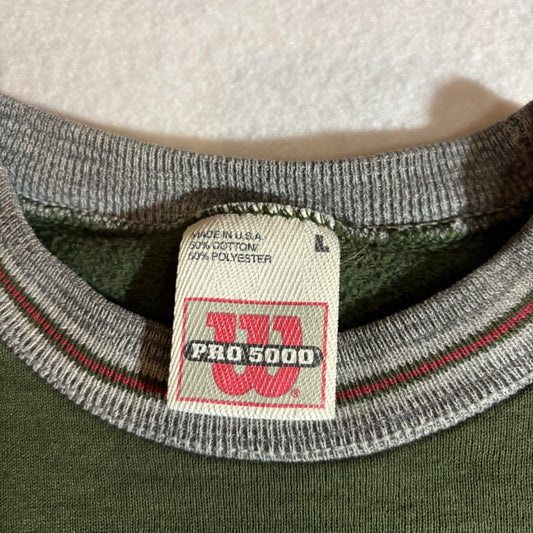 MADE IN U.S.A.
50% COTTON/
50% POLYESTER
L
W
PRO 5000
®